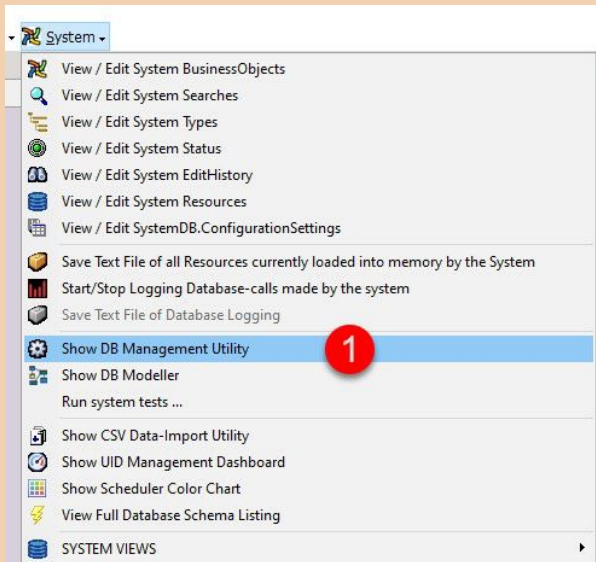 System
View / Edit System BusinessObjects
View / Edit System Searches
View / Edit System Types
View / Edit System Status
View / Edit System EditHistory
View / Edit System Resources
View / Edit SystemDB.ConfigurationSettings
Save Text File of all Resources currently loaded into memory by the System
Start/Stop Logging Database-calls made by the system
Save Text File of Database Logging
Show DB Management Utility 1
Show DB Modeller
Run system tests ...
Show CSV Data-Import Utility
Show UID Management Dashboard
Show Scheduler Color Chart
View Full Database Schema Listing
SYSTEM VIEWS